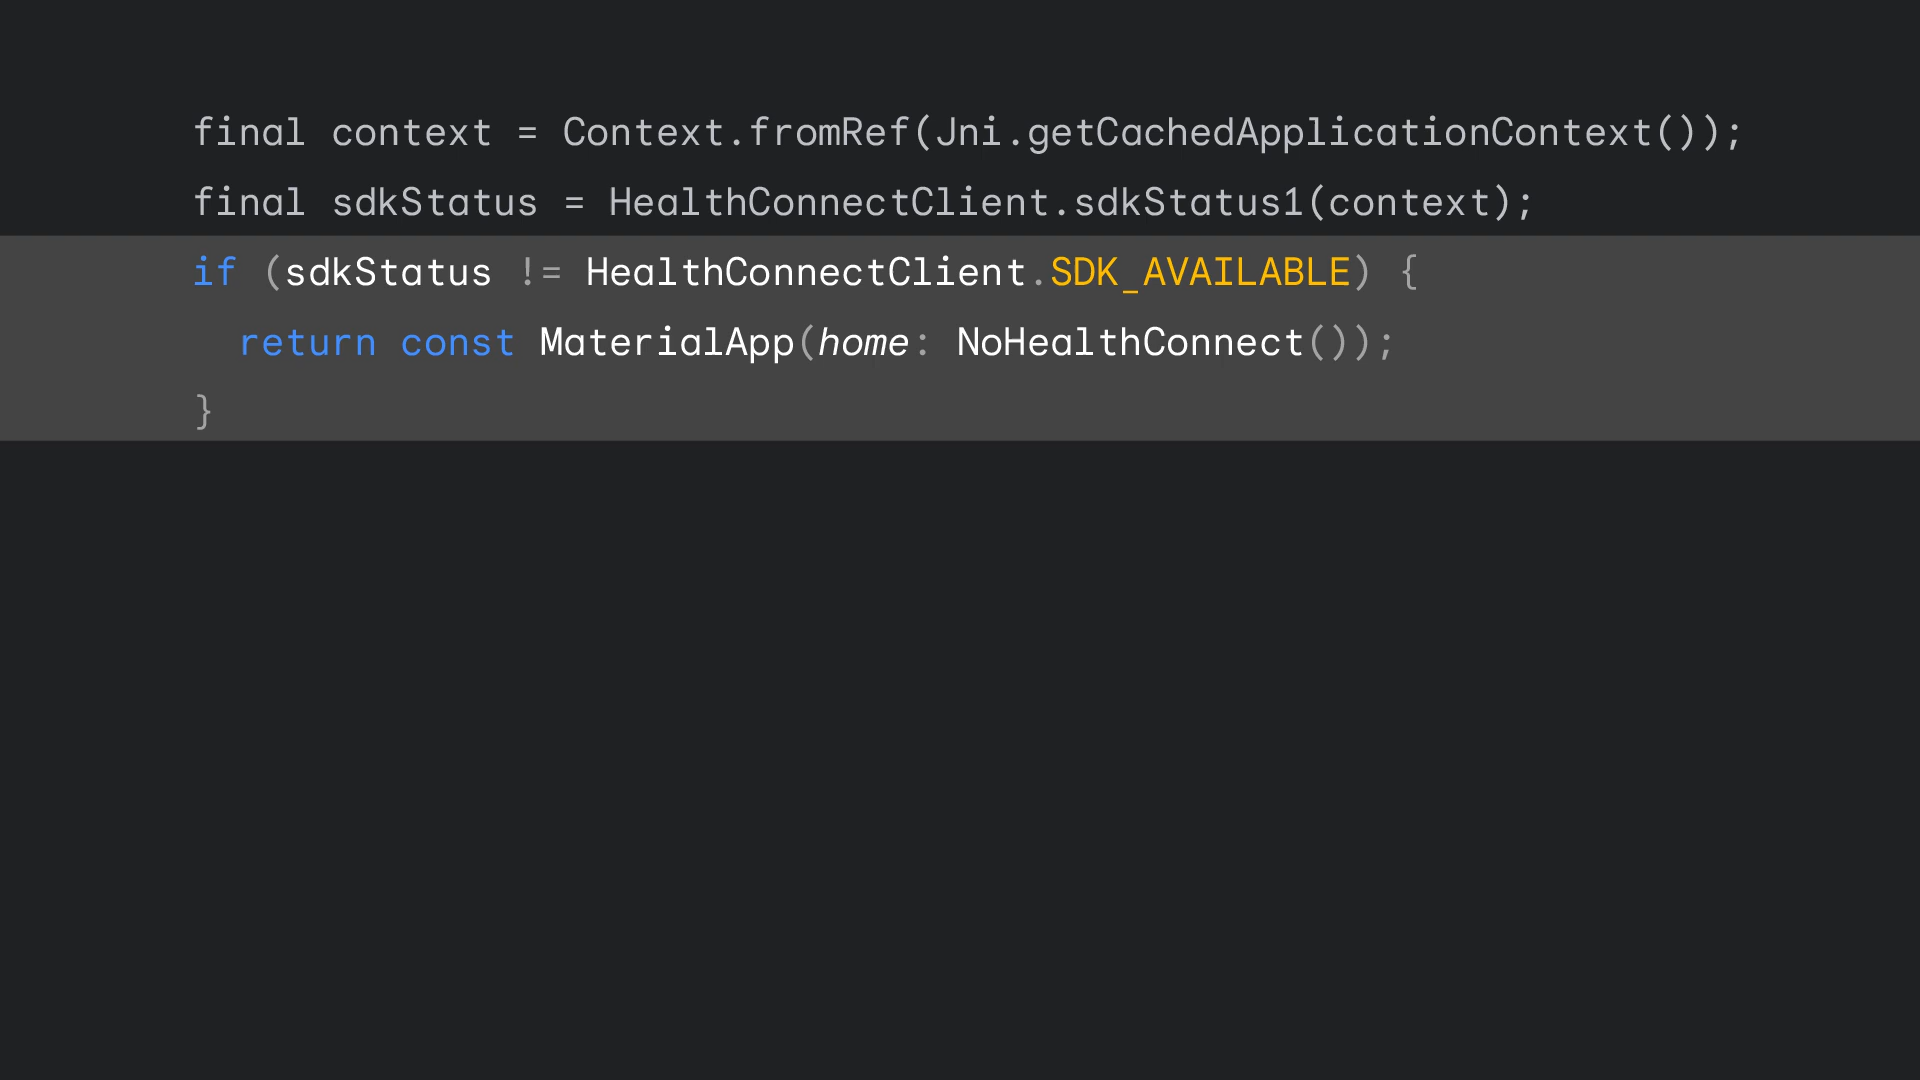 final context = Context.fromRef(Jni.getCachedApplicationContext());
final sdkStatus = HealthConnectClient.sdkStatus1(context);
if (sdkStatus != HealthConnectClient.SDK_AVAILABLE) {
  return const MaterialApp(home: NoHealthConnect());
}